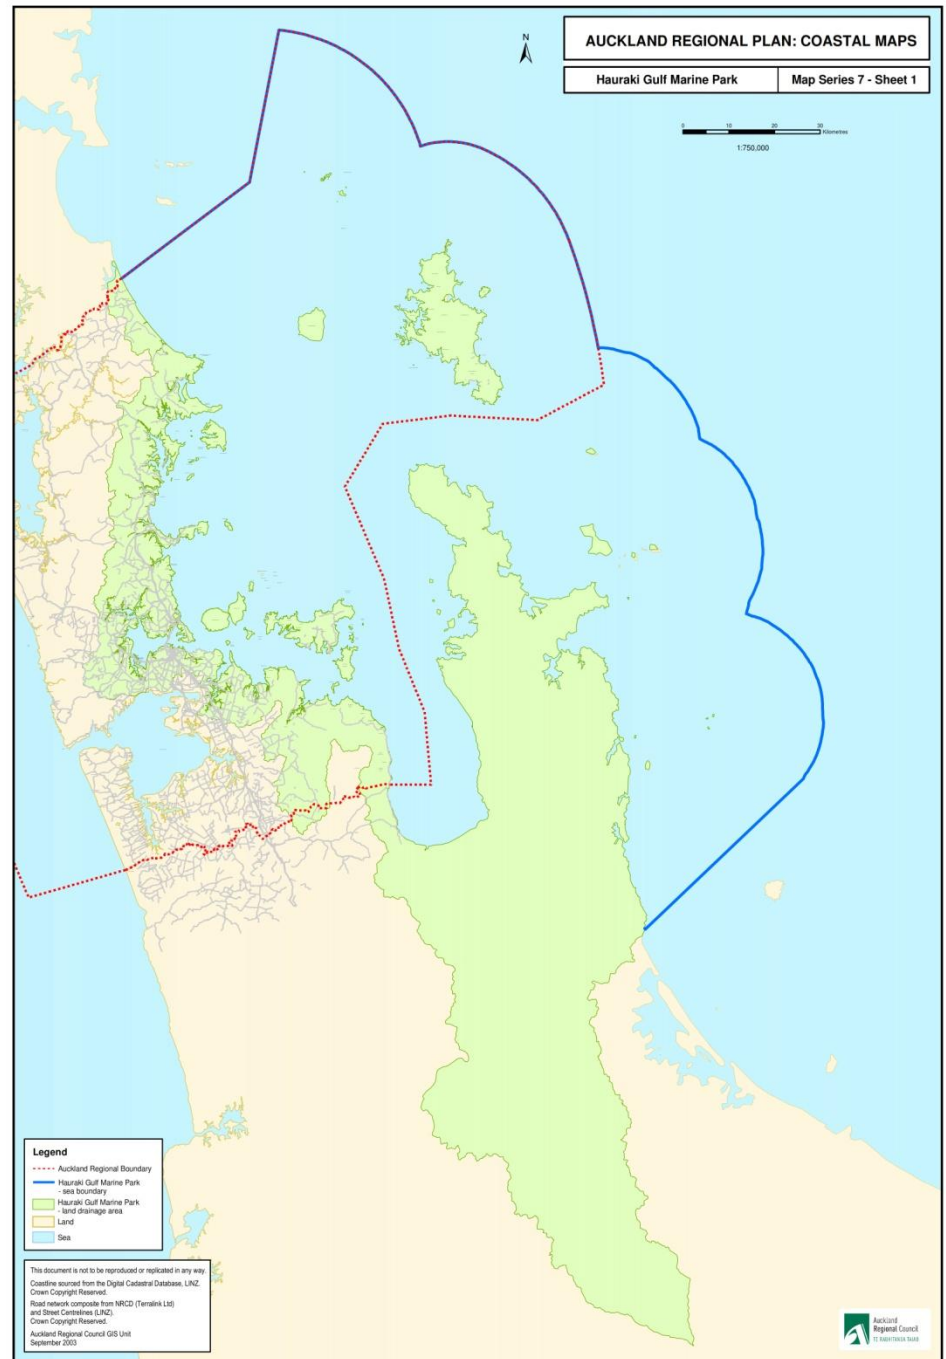 AUCKLAND REGIONAL PLAN: COASTAL MAPS
Hauraki Gulf Marine Park
Map Series 7 - Sheet 1
N
0 10 20 30
Kilometres
1:750,000
Legend
Auckland Regional Boundary
Hauraki Gulf Marine Park
- sea boundary
Hauraki Gulf Marine Park
- land drainage area
Land
Sea
This document is not to be reproduced or replicated in any way.
Coastline sourced from the Digital Cadastral Database, LINZ.
Crown Copyright Reserved.
Road network composite from NRCD (Terralink Ltd)
and Street Centrelines (LINZ).
Crown Copyright Reserved.
Auckland Regional Council GIS Unit
September 2003
Auckland
Regional Council
TE RAUHITANGA TAIAO